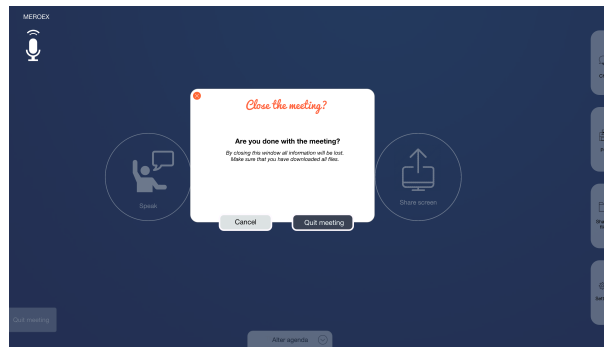 MEROEX
Close the meeting?
Are you done with the meeting?
By closing this window all information will be lost.
Make sure that you have downloaded all files.
Cancel
Quit meeting
Speak
Share screen
Quit meeting
Alter agenda